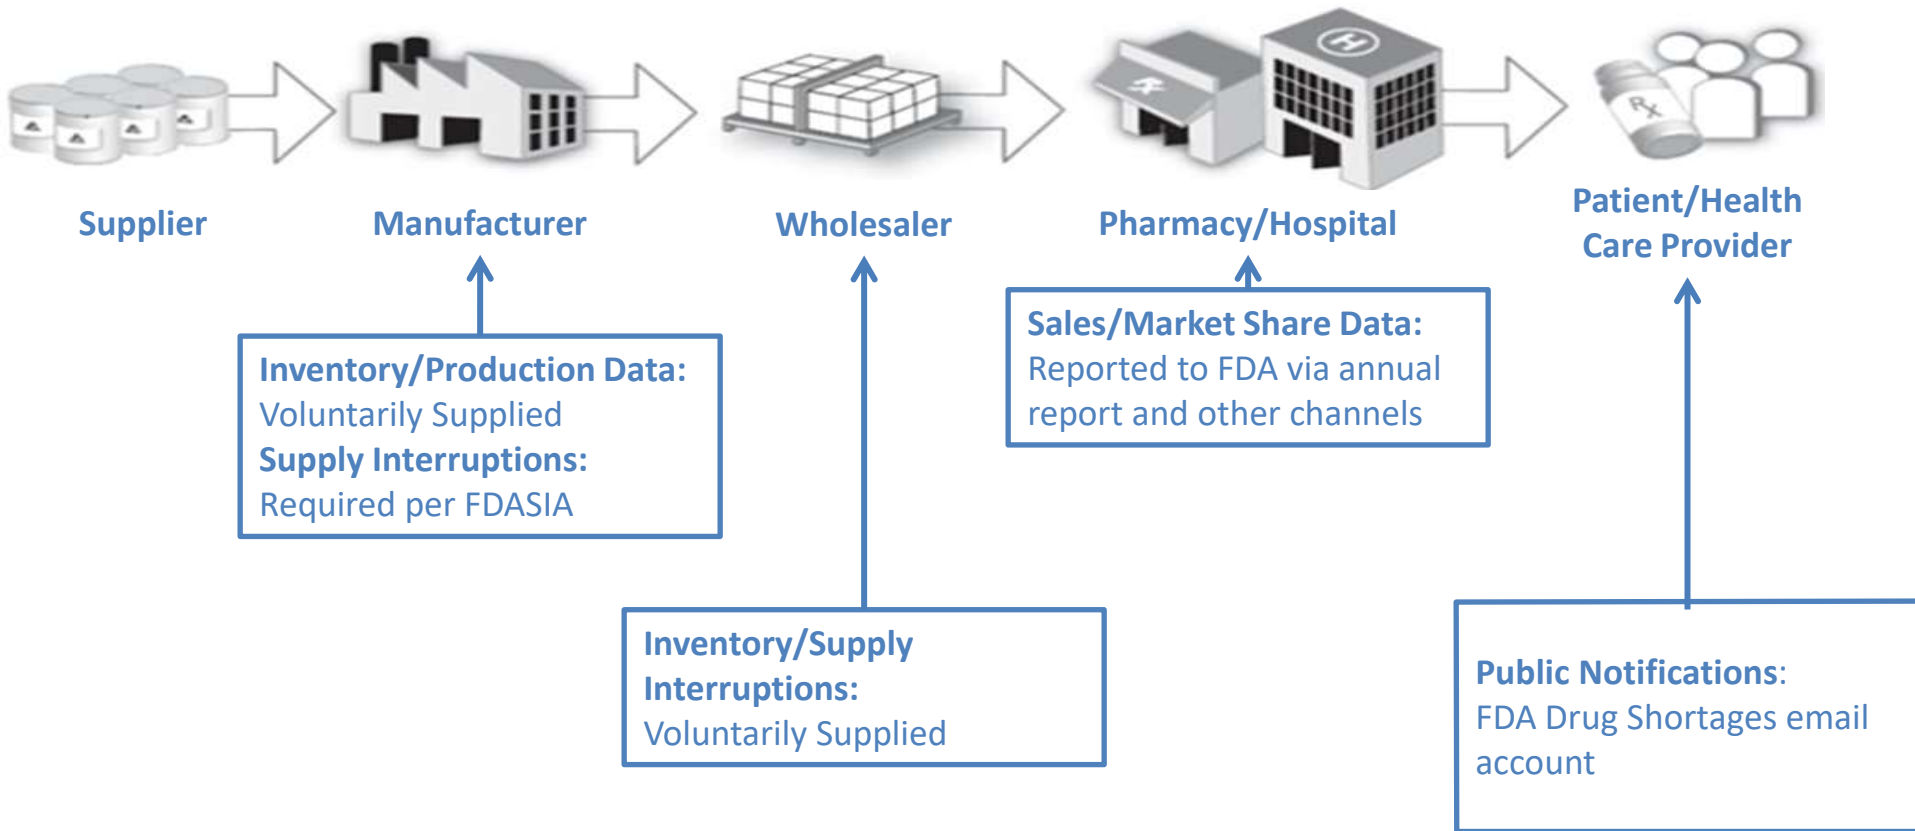 H
Rx
Supplier
Manufacturer
Wholesaler
Pharmacy/Hospital
Patient/Health
Care Provider
Inventory/Production Data:
Voluntarily Supplied
Supply Interruptions:
Required per FDASIA
Sales/Market Share Data:
Reported to FDA via annual
report and other channels
Inventory/Supply
Interruptions:
Voluntarily Supplied
Public Notifications:
FDA Drug Shortages email
account